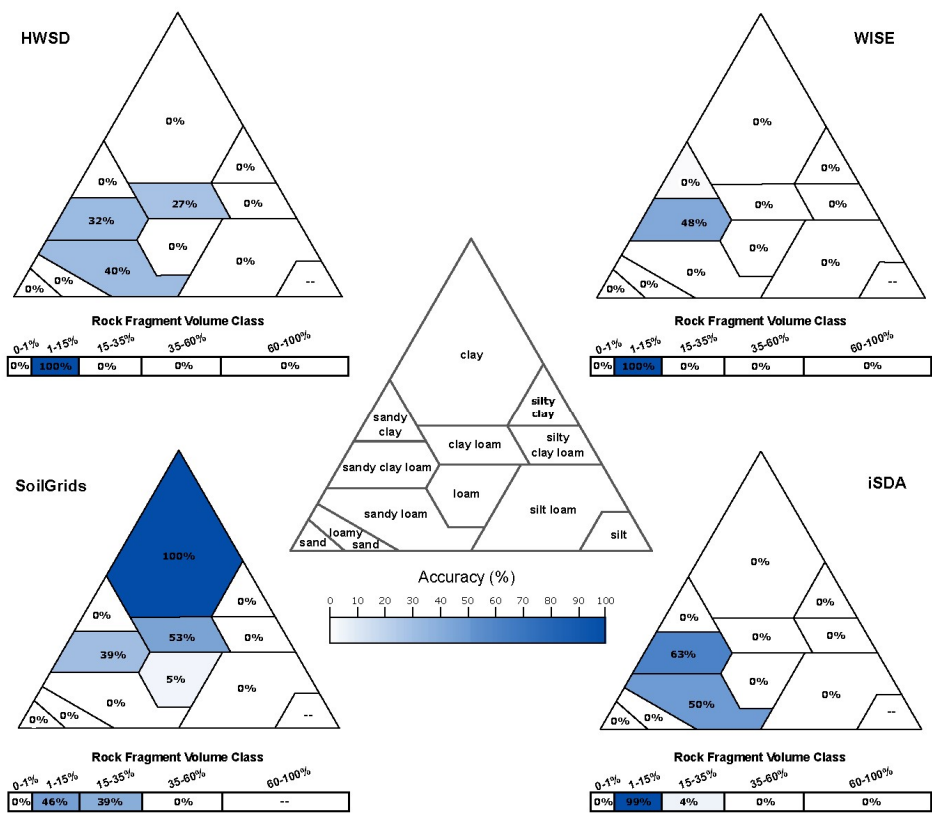 HWSD
0%
0%
0%
27%
0%
32%
0%
0%
40%
0%
0%
--
Rock Fragment Volume Class
0-1% 1-15% 15-35% 35-60% 60-100%
0% 100% 0% 0% 0%
WISE
0%
0%
0%
0%
0%
48%
0%
0%
0%
0%
0%
--
Rock Fragment Volume Class
0-1% 1-15% 15-35% 35-60% 60-100%
0% 100% 0% 0% 0%
clay
silty
clay
sandy
clay
clay loam
silty
clay loam
sandy clay loam
loam
sandy loam
silt loam
loamy
sand
sand
silt
Accuracy (%)
0 10 20 30 40 50 60 70 80 90 100
SoilGrids
100%
0%
0%
53%
0%
39%
5%
0%
0%
0%
0%
--
Rock Fragment Volume Class
0-1% 1-15% 15-35% 35-60% 60-100%
0% 46% 39% 0% --
iSDA
0%
0%
0%
0%
0%
63%
0%
50%
0%
0%
0%
--
Rock Fragment Volume Class
0-1% 1-15% 15-35% 35-60% 60-100%
0% 99% 4% 0% 0%